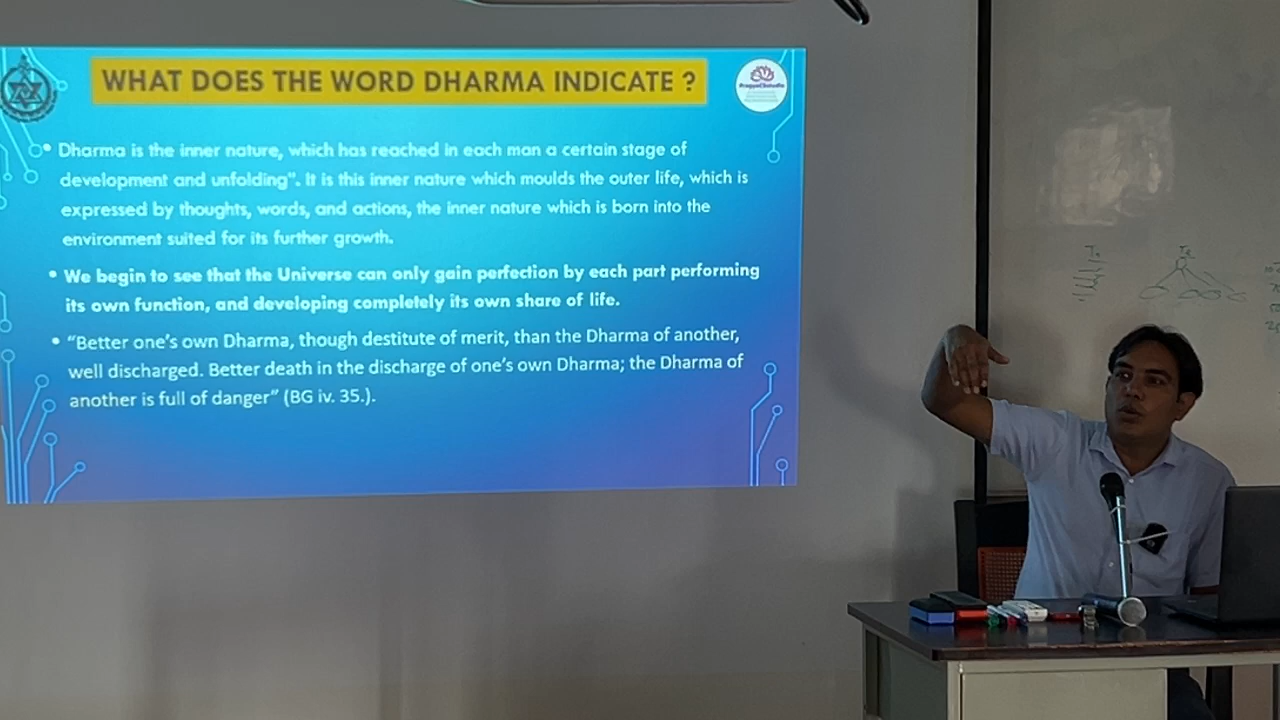 WHAT DOES THE WORD DHARMA INDICATE ?
• Dharma is the inner nature, which has reached in each man a certain stage of
development and unfolding". It is this inner nature which moulds the outer life, which is
expressed by thoughts, words, and actions, the inner nature which is born into the
environment suited for its further growth.
• We begin to see that the Universe can only gain perfection by each part performing
its own function, and developing completely its own share of life.
• "Better one's own Dharma, though destitute of merit, than the Dharma of another,
well discharged. Better death in the discharge of one's own Dharma; the Dharma of
another is full of danger" (BG iv. 35.).